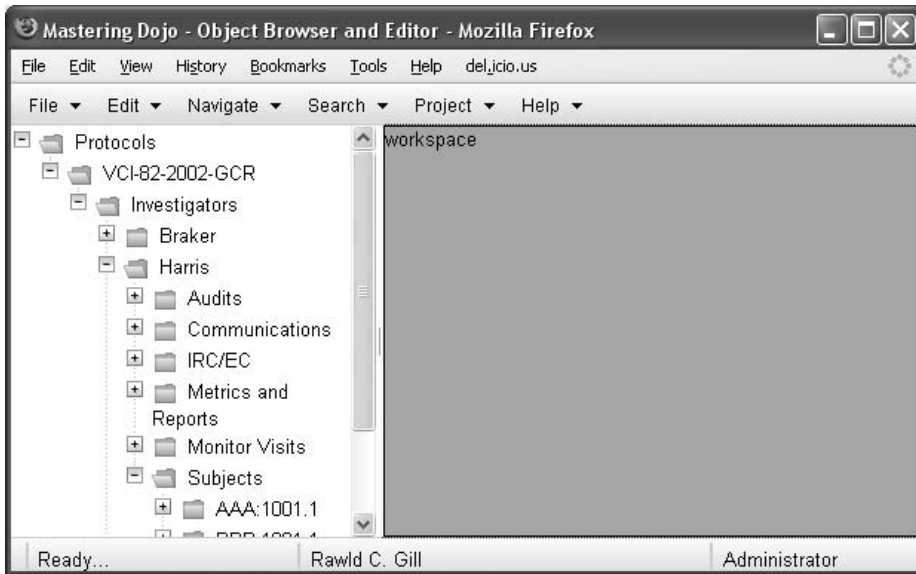 Mastering Dojo - Object Browser and Editor - Mozilla Firefox
File Edit View History Bookmarks Tools Help del.icio.us
File Edit Navigate Search Project Help
Protocols
VCI-82-2002-GCR
Investigators
Braker
Harris
Audits
Communications
IRC/EC
Metrics and
Reports
Monitor Visits
Subjects
AAA:1001.1
workspace
Ready...
Rawld C. Gill
Administrator